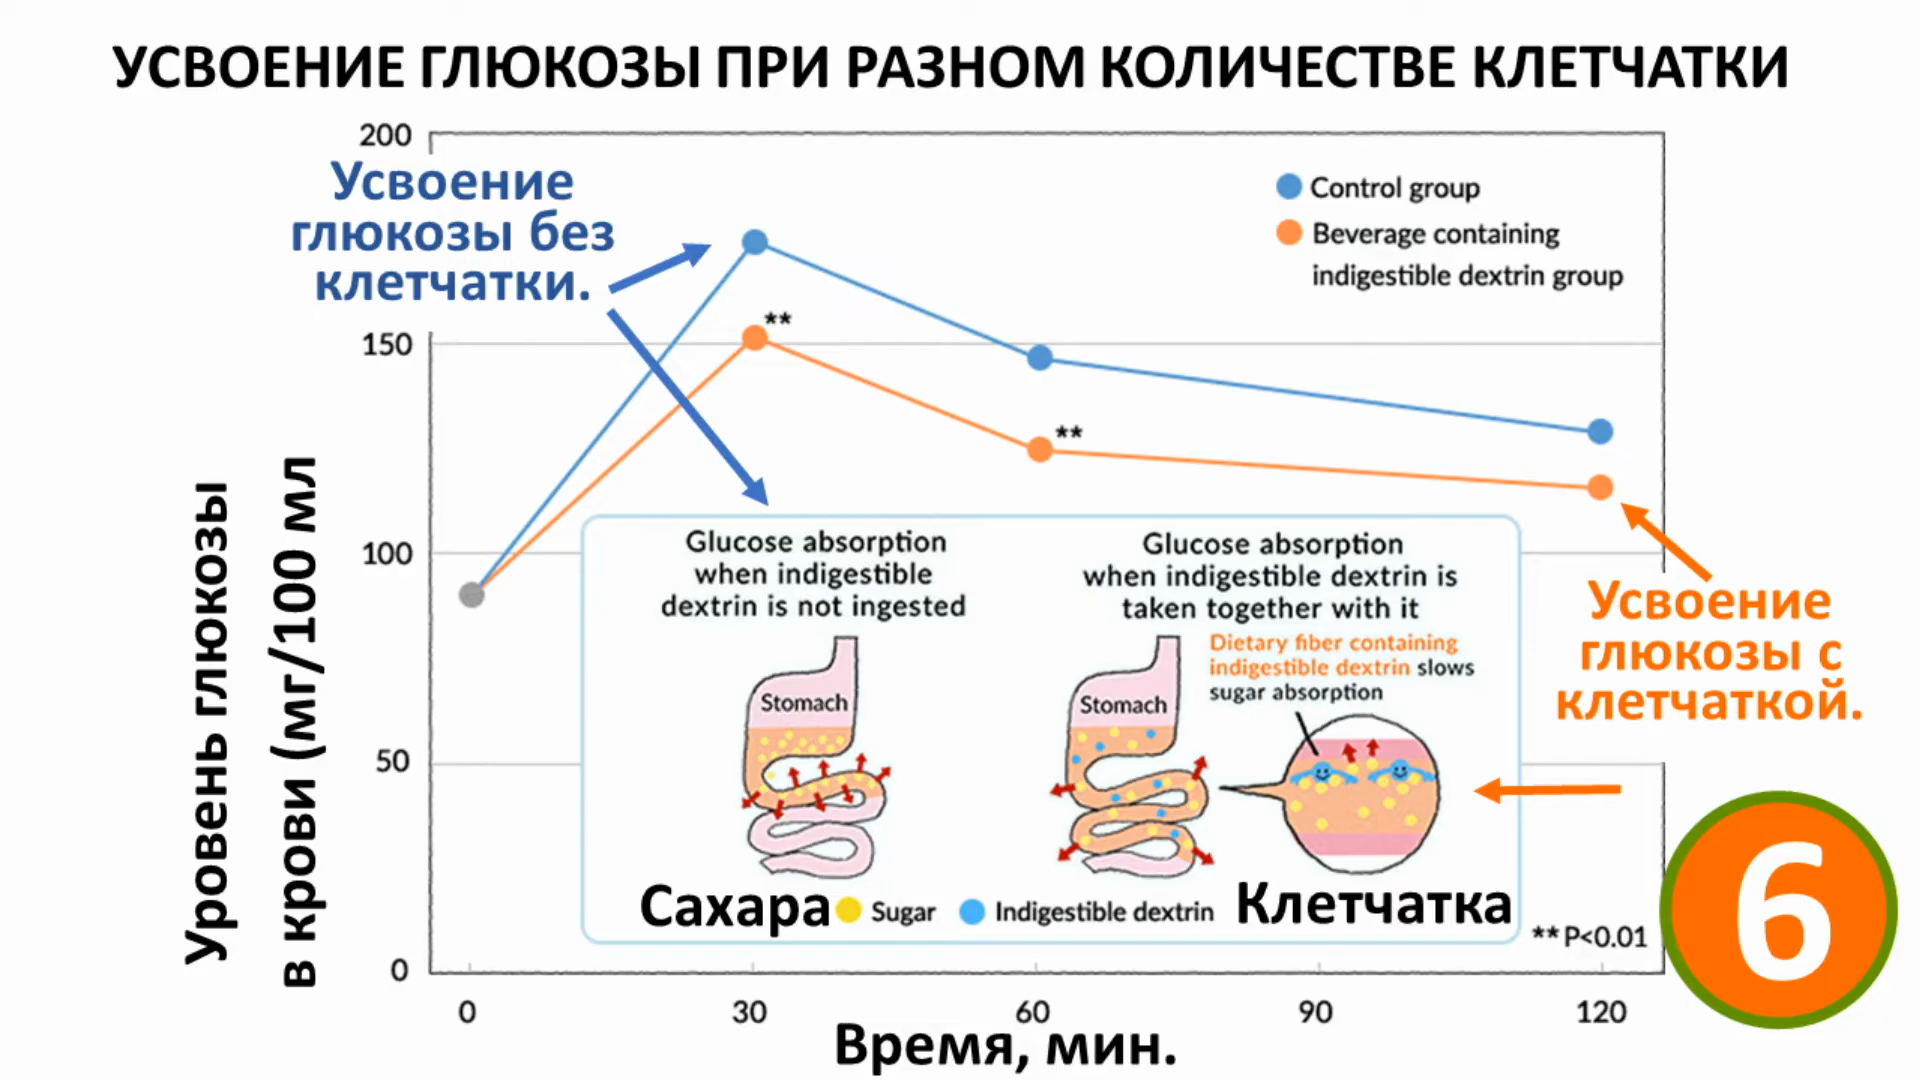 УСВОЕНИЕ ГЛЮКОЗЫ ПРИ РАЗНОМ КОЛИЧЕСТВЕ КЛЕТЧАТКИ
200
150
100
50
0
Уровень глюкозы
в крови (мг/100 мл
Усвоение
глюкозы без
клетчатки.
Control group
Beverage containing
indigestible dextrin group
**
**
Glucose absorption
when indigestible
dextrin is not ingested
Stomach
Glucose absorption
when indigestible dextrin is
taken together with it
Dietary fiber containing
indigestible dextrin slows
sugar absorption
Stomach
Сахара Sugar Indigestible dextrin Клетчатка
Усвоение
глюкозы с
клетчаткой.
**P<0.01
6
0 30 60 90 120
Время, мин.